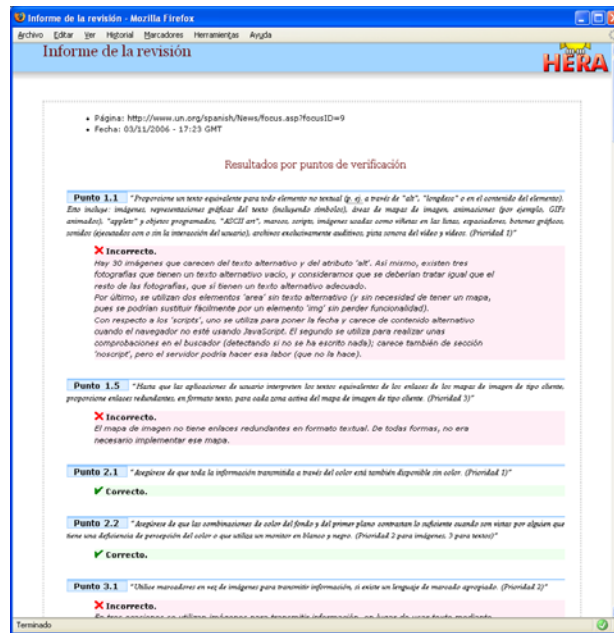 Informe de la revisión - Mozilla Firefox
Archivo Editar Ver Historial Marcadores Herramientas Ayuda
Informe de la revisión
HERA
• Página: http://www.un.org/spanish/News/focus.asp?focusID=9
• Fecha: 03/11/2006 - 17:23 GMT
Resultados por puntos de verificación
Punto 1.1 "Proporcione un texto equivalente para todo elemento no textual (p. ej. a través de "alt", "longdesc" o en el contenido del elemento).
Esto incluye: imágenes, representaciones gráficas del texto (incluyendo símbolos), áreas de mapas de imagen, animaciones (por ejemplo, GIFs
animados), "applets" y objetos programados, "ASCII art", marcos, scripts, imágenes usadas como viñetas en las listas, espaciadores, botones gráficos,
sonidos (ejecutados con o sin la interacción del usuario), archivos exclusivamente auditivos, pista sonora del vídeo y vídeos. (Prioridad 1)"
Incorrecto.
Hay 30 imágenes que carecen del texto alternativo y del atributo 'alt'. Así mismo, existen tres
fotografías que tienen un texto alternativo vacío, y consideramos que se deberían tratar igual que el
resto de las fotografías, que sí tienen un texto alternativo adecuado.
Por último, se utilizan dos elementos 'area' sin texto alternativo (y sin necesidad de tener un mapa,
pues se podrían sustituir fácilmente por un elemento 'img' sin perder funcionalidad).
Con respecto a los 'scripts', uno se utiliza para poner la fecha y carece de contenido alternativo
cuando el navegador no esté usando JavaScript. El segundo se utiliza para realizar unas
comprobaciones en el buscador (detectando si no se ha escrito nada); carece también de sección
'noscript', pero el servidor podría hacer esa labor (que no la hace).
Punto 1.5 "Hasta que las aplicaciones de usuario interpreten los textos equivalentes de los enlaces de los mapas de imagen de tipo cliente,
proporcione enlaces redundantes, en formato texto, para cada zona activa del mapa de imagen de tipo cliente. (Prioridad 3)"
Incorrecto.
El mapa de imagen no tiene enlaces redundantes en formato textual. De todas formas, no era
necesario implementar ese mapa.
Punto 2.1 "Asegúrese de que toda la información transmitida a través del color está también disponible sin color. (Prioridad 1)"
Correcto.
Punto 2.2 "Asegúrese de que las combinaciones de color del fondo y del primer plano contrastan lo suficiente cuando son vistas por alguien que
tiene una deficiencia de percepción del color o que utiliza un monitor en blanco y negro. (Prioridad 2 para imágenes, 3 para textos)"
Correcto.
Punto 3.1 "Utilice marcadores en vez de imágenes para transmitir información, si existe un lenguaje de marcado apropiado. (Prioridad 2)"
Incorrecto.
En tres ocasiones se utilizan imágenes para transmitir información, en lugar de usar texto mediante
Terminado